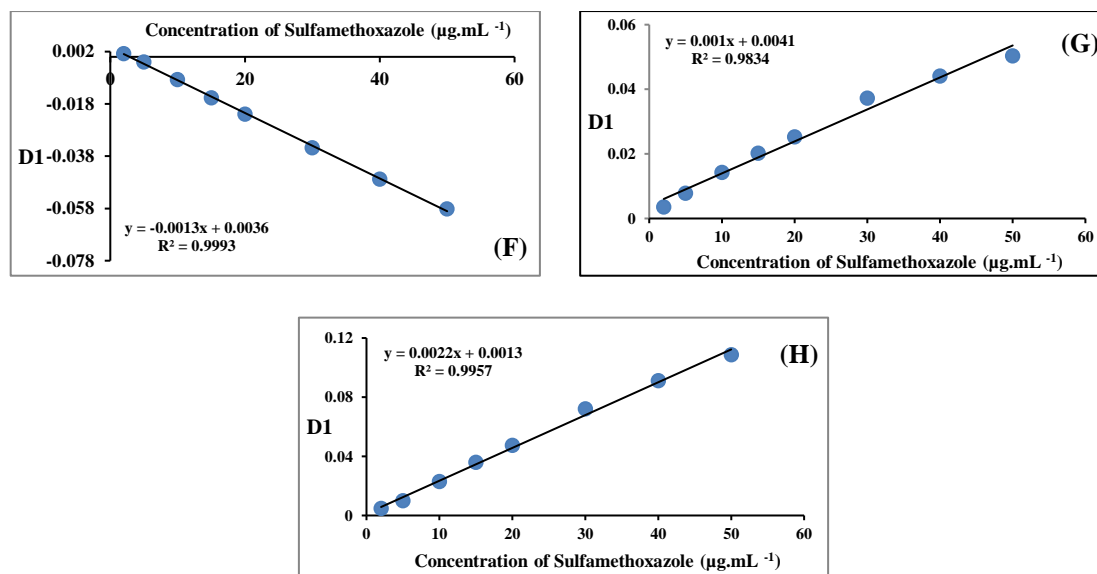 Concentration of Sulfamethoxazole (µg.mL -1)
0.002
0 20 40 60
-0.018
-0.038
D1
-0.058
-0.078
y = -0.0013x + 0.0036
R² = 0.9993
(F)
0.06
y = 0.001x + 0.0041
R² = 0.9834
(G)
0.04
D1
0.02
0
0 10 20 30 40 50 60
Concentration of Sulfamethoxazole (µg.mL -1)
0.12
y = 0.0022x + 0.0013
R² = 0.9957
(H)
0.08
D1
0.04
0
0 10 20 30 40 50 60
Concentration of Sulfamethoxazole (µg.mL -1)